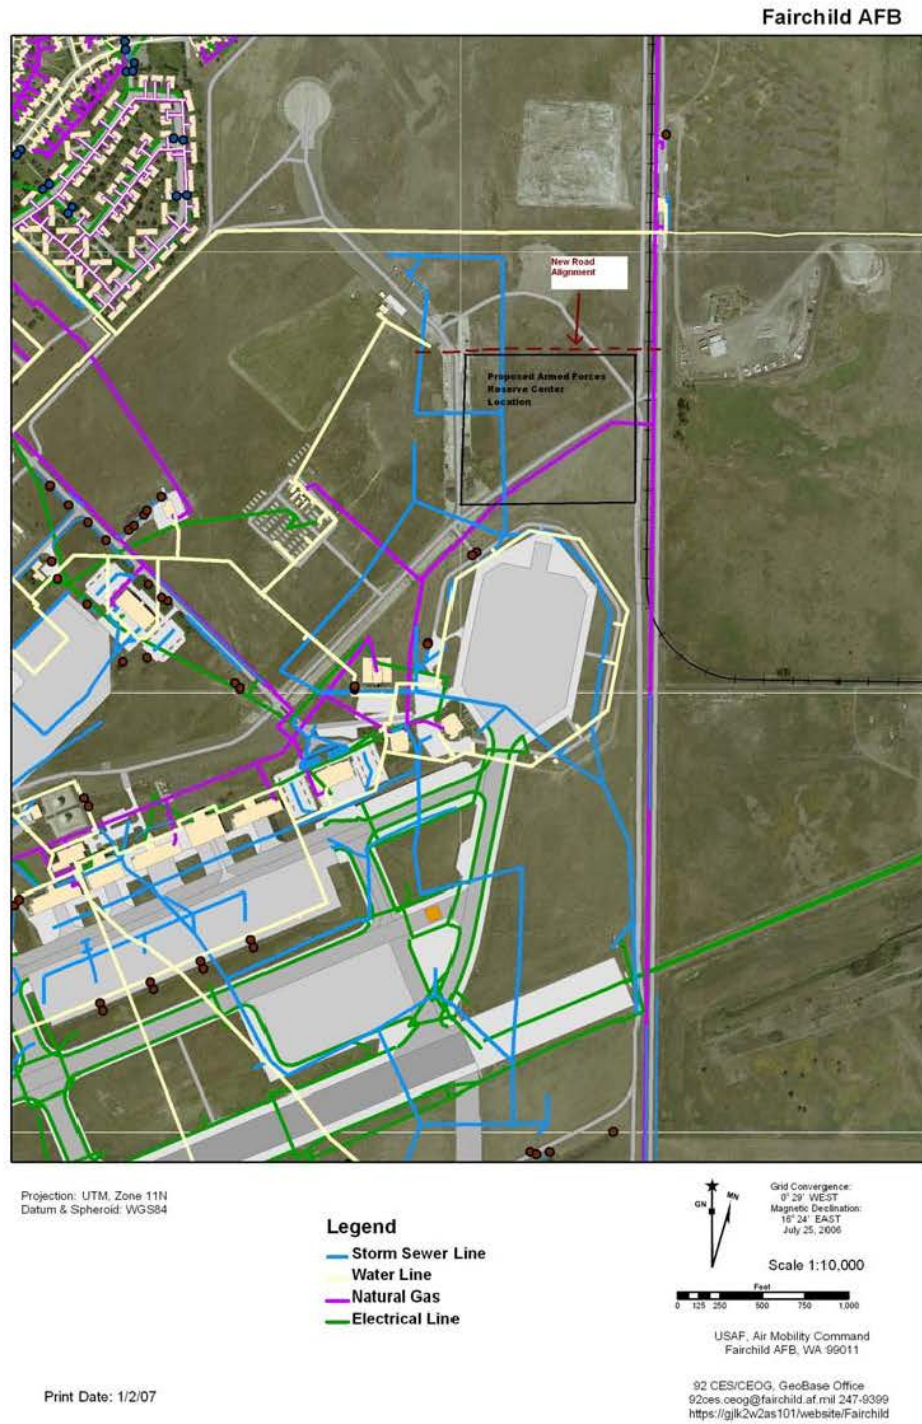 Fairchild AFB
New Road
Alignment
Proposed Armed Forces
Reserve Center
Location
Projection: UTM, Zone 11N
Datum & Spheroid: WGS84
Legend
Storm Sewer Line
Water Line
Natural Gas
Electrical Line
GN
MN
Grid Convergence:
0° 29' WEST
Magnetic Declination:
16° 24' EAST
July 25, 2006
Scale 1:10,000
Feet
0 125 250 500 750 1,000
USAF, Air Mobility Command
Fairchild AFB, WA 99011
Print Date: 1/2/07
92 CES/CEOG, GeoBase Office
92ces.ceog@fairchild.af.mil 247-9399
https://gjlk2w2as101/website/Fairchild